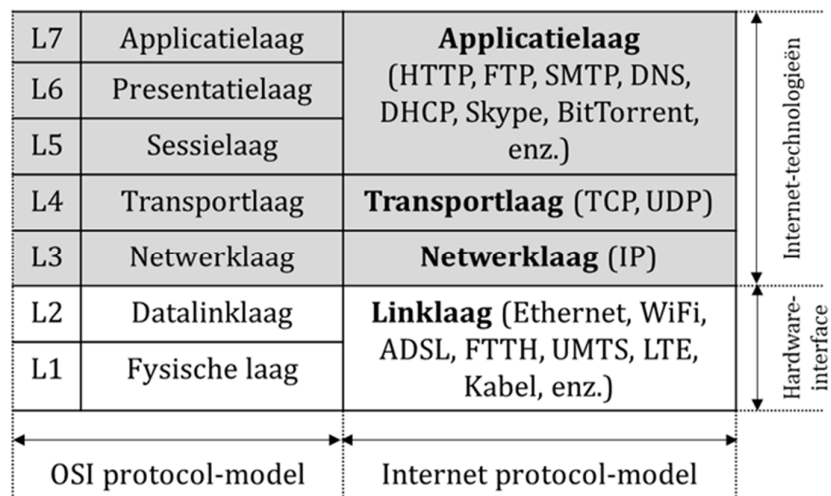 L7
Applicatielaag
L6
Presentatielaag
L5
Sessielaag
L4
Transportlaag
L3
Netwerklaag
L2
Datalinklaag
L1
Fysische laag
Applicatielaag
(HTTP, FTP, SMTP, DNS,
DHCP, Skype, BitTorrent,
enz.)
Transportlaag (TCP, UDP)
Netwerklaag (IP)
Linklaag (Ethernet, WiFi,
ADSL, FTTH, UMTS, LTE,
Kabel, enz.)
Internet-technologieën
Hardware-
interface
OSI protocol-model
Internet protocol-model